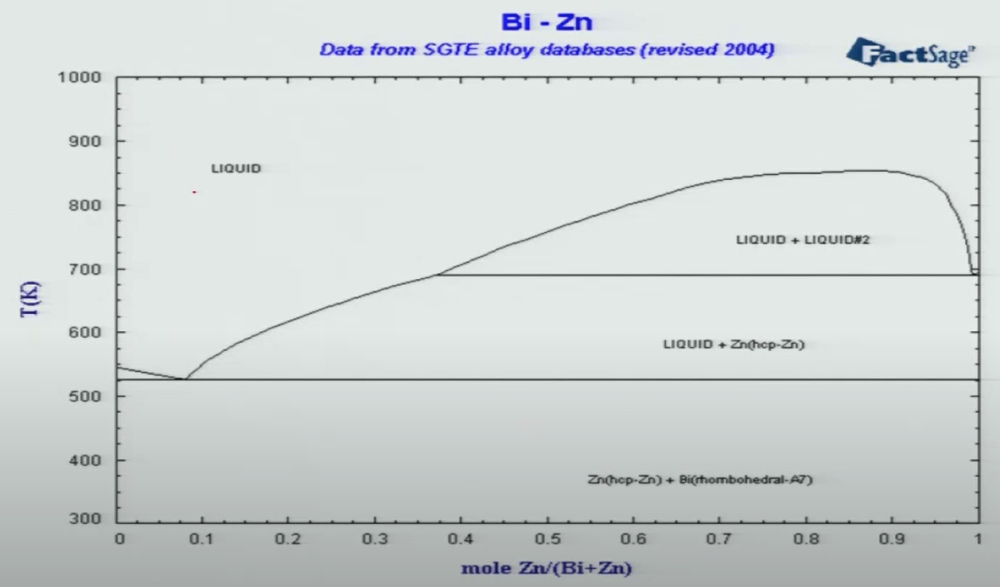 Bi - Zn
Data from SGTE alloy databases (revised 2004)
FactSage™
1000
900
800
700
600
500
400
300
T(K)
LIQUID
LIQUID + LIQUID#2
LIQUID + Zn(hcp-Zn)
Zn(hcp-Zn) + Bi(rhombohedral-A7)
0 0.1 0.2 0.3 0.4 0.5 0.6 0.7 0.8 0.9 1
mole Zn/(Bi+Zn)